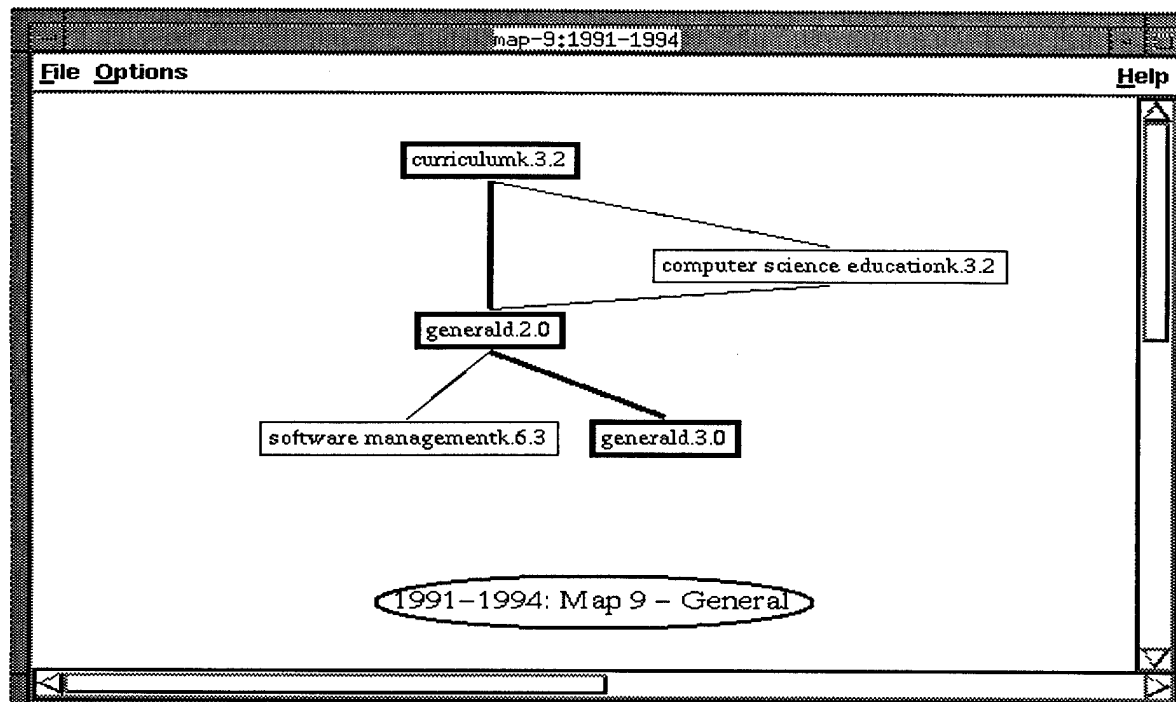 map-9:1991-1994
File Options Help
curriculumk.3.2
computer science educationk.3.2
generald.2.0
software managementk.6.3 generald.3.0
1991-1994: Map 9 - General